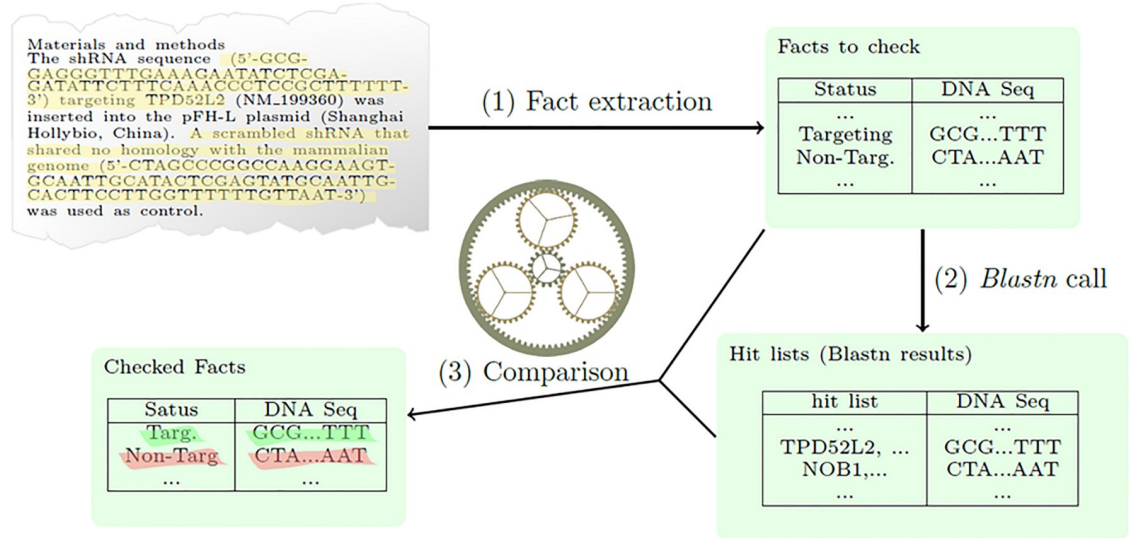 Materials and methods
The shRNA sequence (5'-GCG-
GAGGGTTTGAAAGAATATCTCGA-
GATATTCTTTCAAACCCTCCGCTTTTTT-
3') targeting TPD52L2 (NM_199360) was
inserted into the pFH-L plasmid (Shanghai
Hollybio, China). A scrambled shRNA that
shared no homology with the mammalian
genome (5'-CTAGCCCGGCCAAGGAAGT-
GCAATTGCATACTCGAGTATGCAATTG-
CACTTCCTTGGTTTTTTGTTAAT-3')
was used as control.
(1) Fact extraction
Facts to check
Status DNA Seq
... ...
Targeting GCG...TTT
Non-Targ. CTA...AAT
... ...
(2) Blastn call
Hit lists (Blastn results)
hit list DNA Seq
... ...
TPD52L2, ... GCG...TTT
NOB1,... CTA...AAT
... ...
(3) Comparison
Checked Facts
Satus DNA Seq
Targ. GCG...TTT
Non-Targ CTA...AAT
... ...